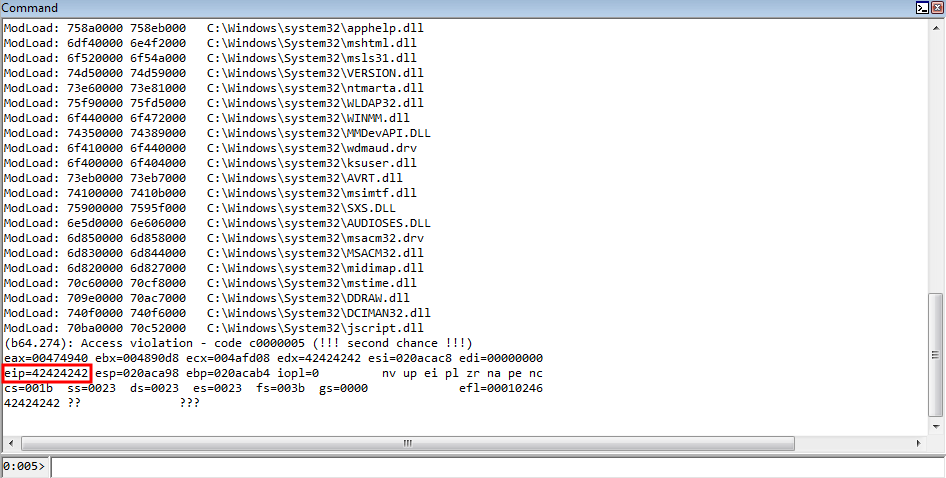 Command
ModLoad: 758a0000 758eb000   C:\Windows\system32\apphelp.dll
ModLoad: 6df40000 6e4f2000   C:\Windows\system32\mshtml.dll
ModLoad: 6f520000 6f54a000   C:\Windows\system32\msls31.dll
ModLoad: 74d50000 74d59000   C:\Windows\system32\VERSION.dll
ModLoad: 73e60000 73e81000   C:\Windows\system32\ntmarta.dll
ModLoad: 75f90000 75fd5000   C:\Windows\system32\WLDAP32.dll
ModLoad: 6f440000 6f472000   C:\Windows\system32\WINMM.dll
ModLoad: 74350000 74389000   C:\Windows\system32\MMDevAPI.DLL
ModLoad: 6f410000 6f440000   C:\Windows\system32\wdmaud.drv
ModLoad: 6f400000 6f404000   C:\Windows\system32\ksuser.dll
ModLoad: 73eb0000 73eb7000   C:\Windows\system32\AVRT.dll
ModLoad: 74100000 7410b000   C:\Windows\system32\msimtf.dll
ModLoad: 75900000 7595f000   C:\Windows\system32\SXS.DLL
ModLoad: 6e5d0000 6e606000   C:\Windows\system32\AUDIOSES.DLL
ModLoad: 6d850000 6d858000   C:\Windows\system32\msacm32.drv
ModLoad: 6d830000 6d844000   C:\Windows\system32\MSACM32.dll
ModLoad: 6d820000 6d827000   C:\Windows\system32\midimap.dll
ModLoad: 70c60000 70cf8000   C:\Windows\System32\mstime.dll
ModLoad: 709e0000 70ac7000   C:\Windows\System32\DDRAW.dll
ModLoad: 740f0000 740f6000   C:\Windows\System32\DCIMAN32.dll
ModLoad: 70ba0000 70c52000   C:\Windows\System32\jscript.dll
(b64.274): Access violation - code c0000005 (!!! second chance !!!)
eax=00474940 ebx=004890d8 ecx=004afd08 edx=42424242 esi=020acac8 edi=00000000
eip=42424242 esp=020aca98 ebp=020acab4 iopl=0         nv up ei pl zr na pe nc
cs=001b  ss=0023  ds=0023  es=0023  fs=003b  gs=0000             efl=00010246
42424242 ??              ???
0:005>